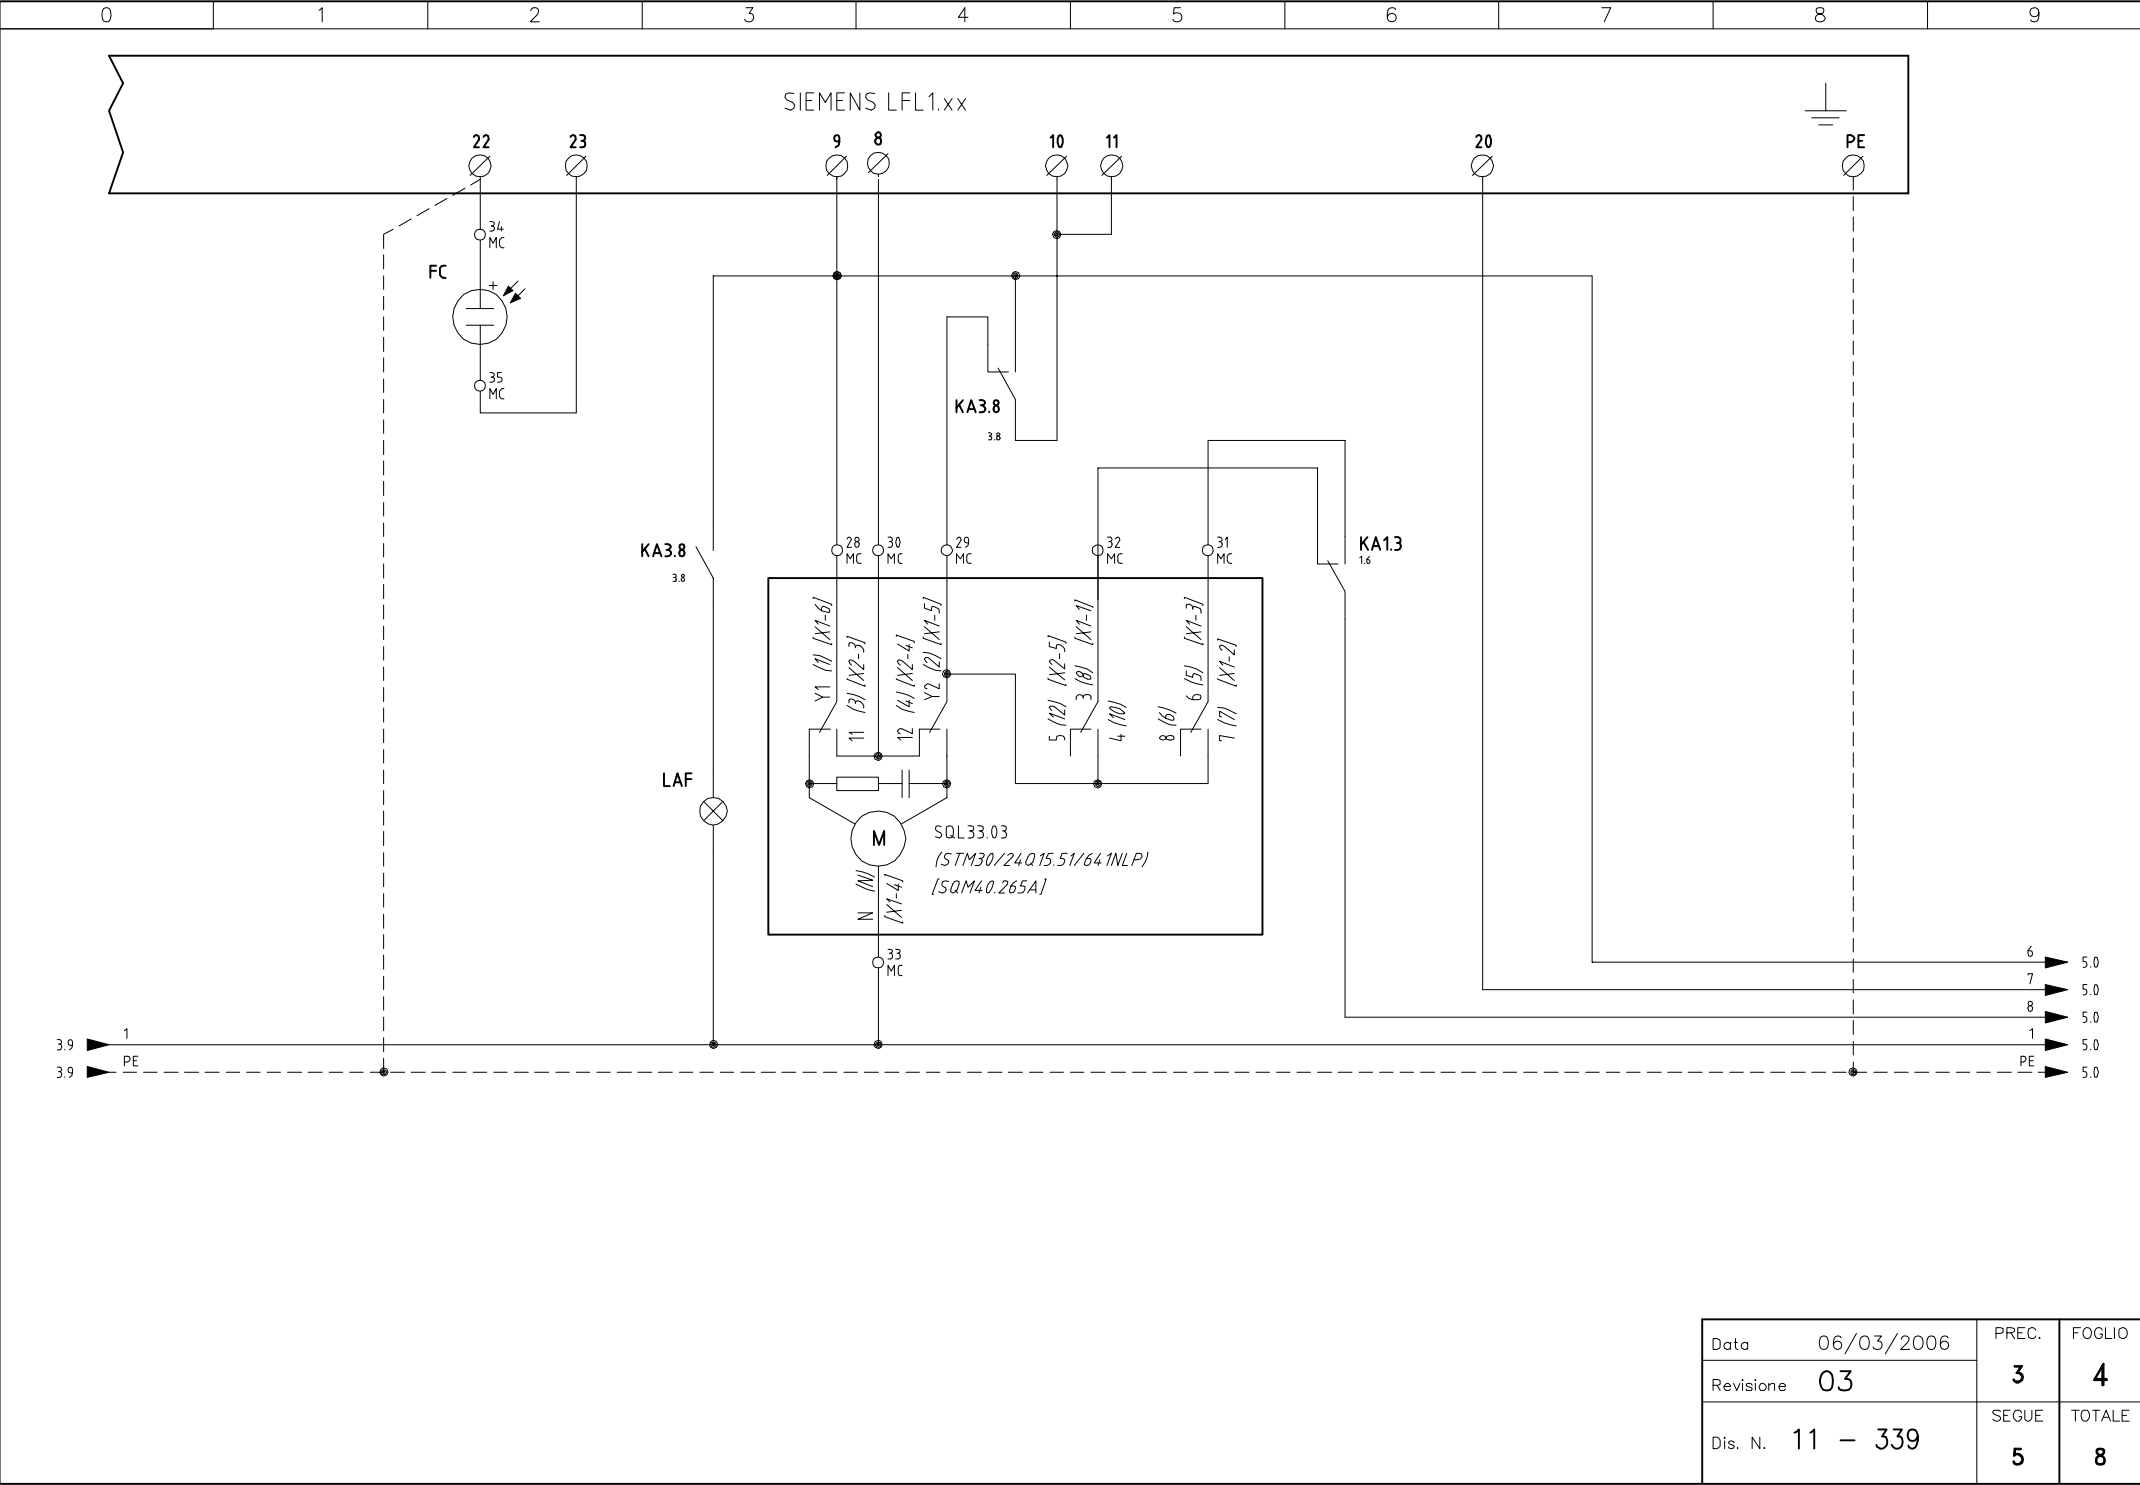 0 1 2 3 4 5 6 7 8 9
SIEMENS LFL1.xx
22 23 9 8 10 11 20 PE
34
MC
FC
+
35
MC
KA3.8
3.8
KA3.8
3.8
28
MC
30
MC
29
MC
32
MC
31
MC
KA1.3
1.6
Y1 (1) [X1-6]
11 (3) [X2-3]
12 (4) [X2-4]
Y2 (2) [X1-5]
5 (12) [X2-5]
3 (8) [X1-1]
4 (10)
8 (6)
6 (5) [X1-3]
7 (7) [X1-2]
LAF
M
SQL33.03
(STM30/24Q15.51/641NLP)
[SQM40.265A]
N (N)
[X1-4]
33
MC
6 5.0
7 5.0
8 5.0
3.9 1 1 5.0
3.9 PE PE 5.0
Data 06/03/2006
Revisione 03
Dis. N. 11 - 339
PREC.
3
FOGLIO
4
SEGUE
5
TOTALE
8